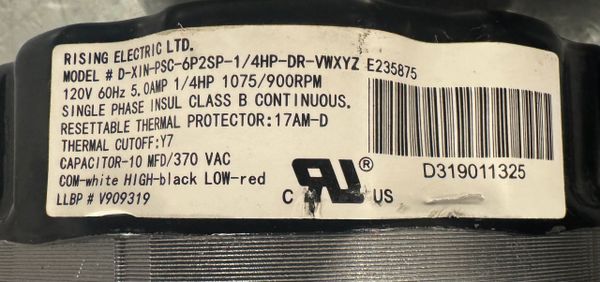 RISING ELECTRIC LTD.
MODEL # D-XIN-PSC-6P2SP-1/4HP-DR-VWXYZ E235875
120V 60Hz 5.0AMP 1/4HP 1075/900RPM
SINGLE PHASE INSUL CLASS B CONTINUOUS.
RESETTABLE THERMAL PROTECTOR:17AM-D
THERMAL CUTOFF:Y7
CAPACITOR-10 MFD/370 VAC
COM-white HIGH-black LOW-red
LLBP # V909319
C RU® US
D319011325